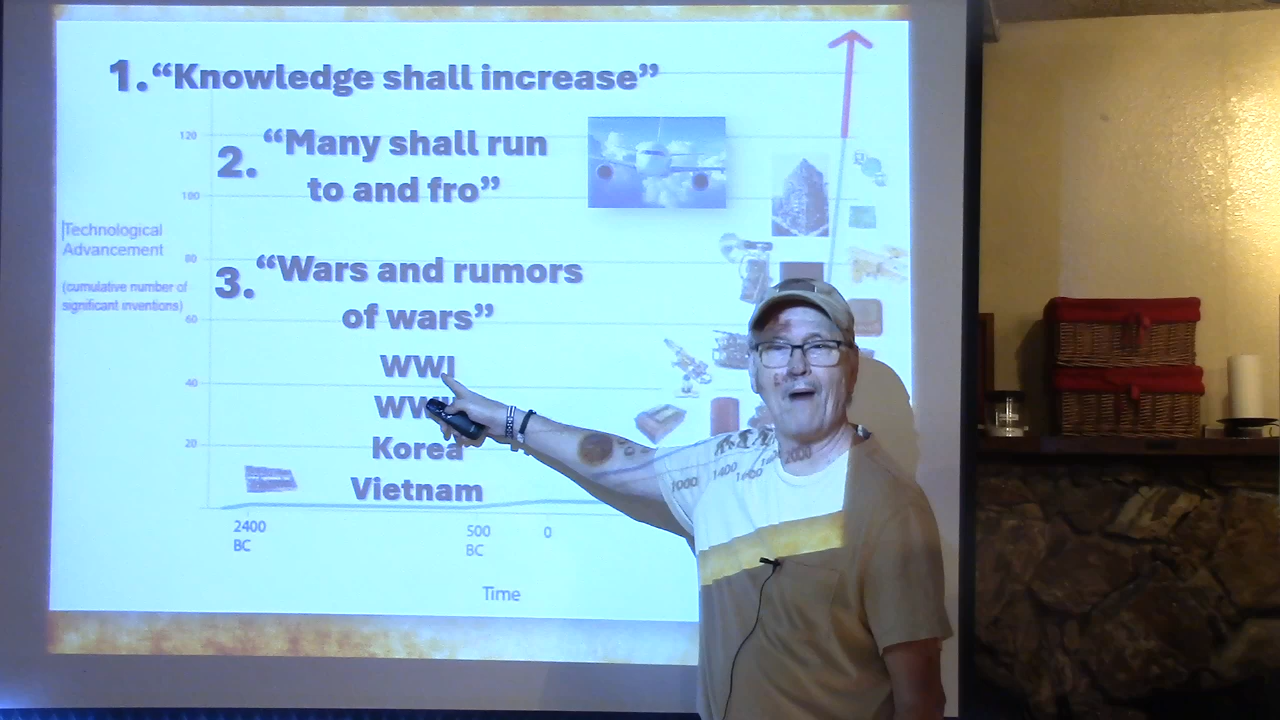 1. “Knowledge shall increase”
120
2. “Many shall run
to and fro”
100
Technological
Advancement
80
3. “Wars and rumors
of wars”
(cumulative number of
significant inventions)
60
WWI
40
WWII
20
Korea
Vietnam
1000 1400 1600 2000
2400
BC
500
BC
0
Time